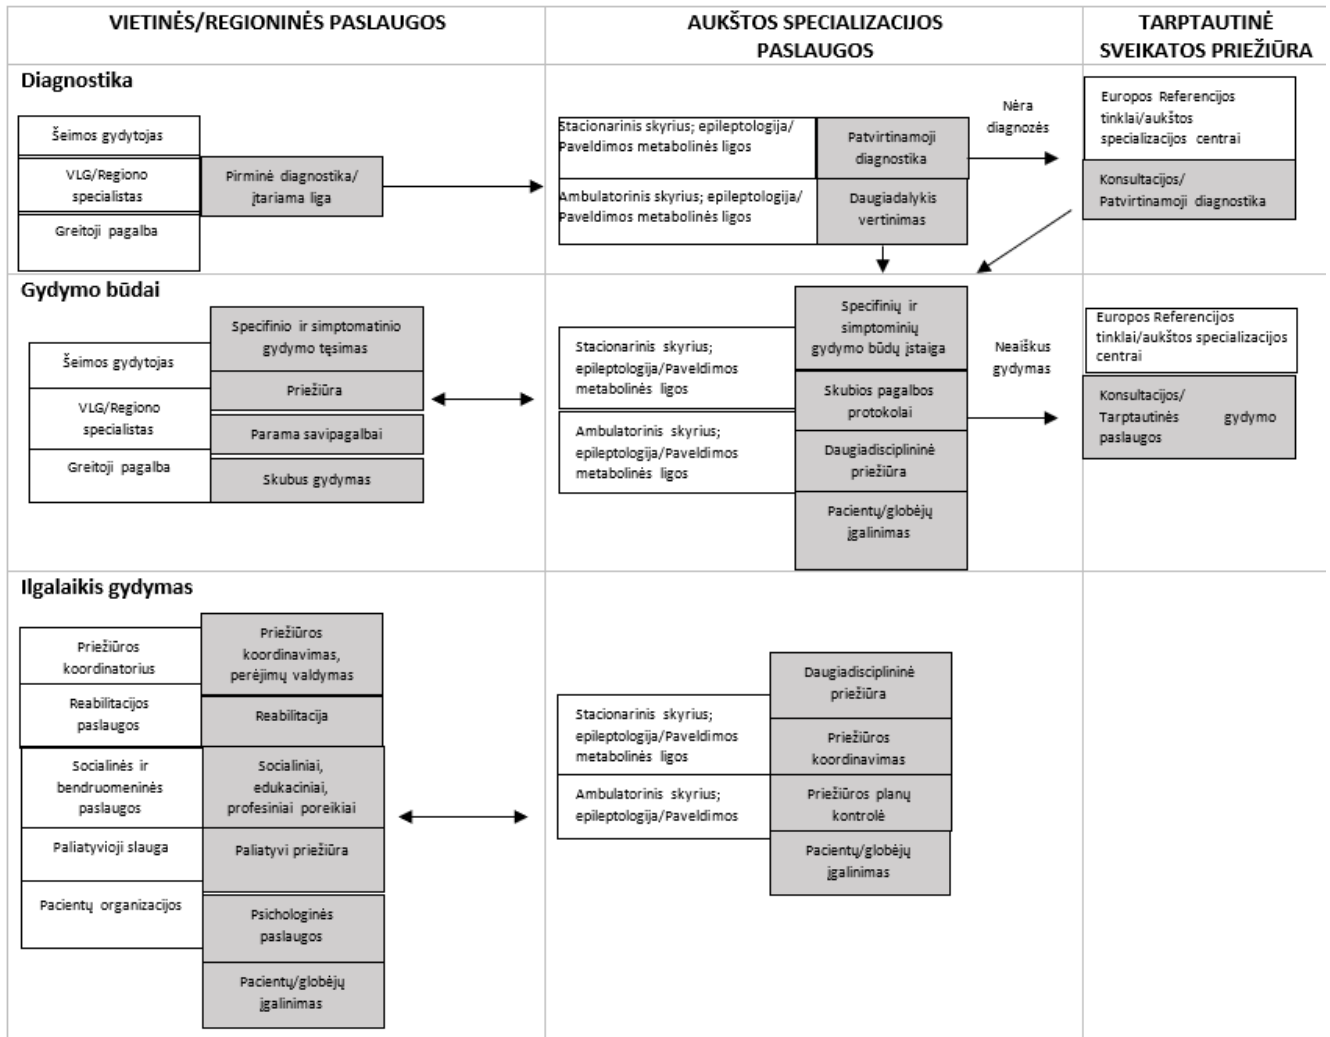 VIETINĖS/REGIONINĖS PASLAUGOS
AUKŠTOS SPECIALIZACIJOS
PASLAUGOS
TARPTAUTINĖ
SVEIKATOS PRIEŽIŪRA
Diagnostika
Šeimos gydytojas
VLG/Regiono
specialistas
Greitoji pagalba
Pirminė diagnostika/
įtariama liga
Stacionarinis skyrius; epileptologija/
Paveldimos metabolinės ligos
Ambulatorinis skyrius; epileptologija/
Paveldimos metabolinės ligos
Patvirtinamoji
diagnostika
Daugiadalykis
vertinimas
Nėra
diagnozės
Europos Referencijos
tinklai/aukštos
specializacijos centrai
Konsultacijos/
Patvirtinamoji diagnostika
Gydymo būdai
Šeimos gydytojas
VLG/Regiono
specialistas
Greitoji pagalba
Specifinio ir simptomatinio
gydymo tęsimas
Priežiūra
Parama savipagalbai
Skubus gydymas
Stacionarinis skyrius;
epileptologija/Paveldimos
metabolinės ligos
Ambulatorinis skyrius;
epileptologija/Paveldimos
metabolinės ligos
Specifinių ir
simptominių
gydymo būdų įstaiga
Skubios pagalbos
protokolai
Daugiadisciplininė
priežiūra
Pacientų/globėjų
įgalinimas
Neaiškus
gydymas
Europos Referencijos
tinklai/aukštos specializacijos
centrai
Konsultacijos/
Tarptautinės gydymo
paslaugos
Ilgalaikis gydymas
Priežiūros
koordinatorius
Reabilitacijos
paslaugos
Socialinės ir
bendruomeninės
paslaugos
Paliatyvioji slauga
Pacientų organizacijos
Priežiūros
koordinavimas,
perėjimų valdymas
Reabilitacija
Socialiniai,
edukaciniai,
profesiniai poreikiai
Paliatyvi priežiūra
Psichologinės
paslaugos
Pacientų/globėjų
įgalinimas
Stacionarinis skyrius;
epileptologija/Paveldimos
metabolinės ligos
Ambulatorinis skyrius;
epileptologija/Paveldimos
Daugiadisciplininė
priežiūra
Priežiūros
koordinavimas
Priežiūros planų
kontrolė
Pacientų/globėjų
įgalinimas